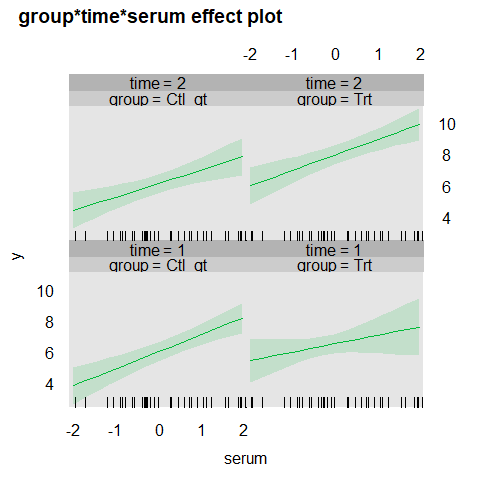 group*time*serum effect plot
-2 -1 0 1 2
time = 2 time = 2
group = Ctl_gt group = Trt
10
8
6
4
time = 1 time = 1
group = Ctl_gt group = Trt
y
10
8
6
4
-2 -1 0 1 2
serum